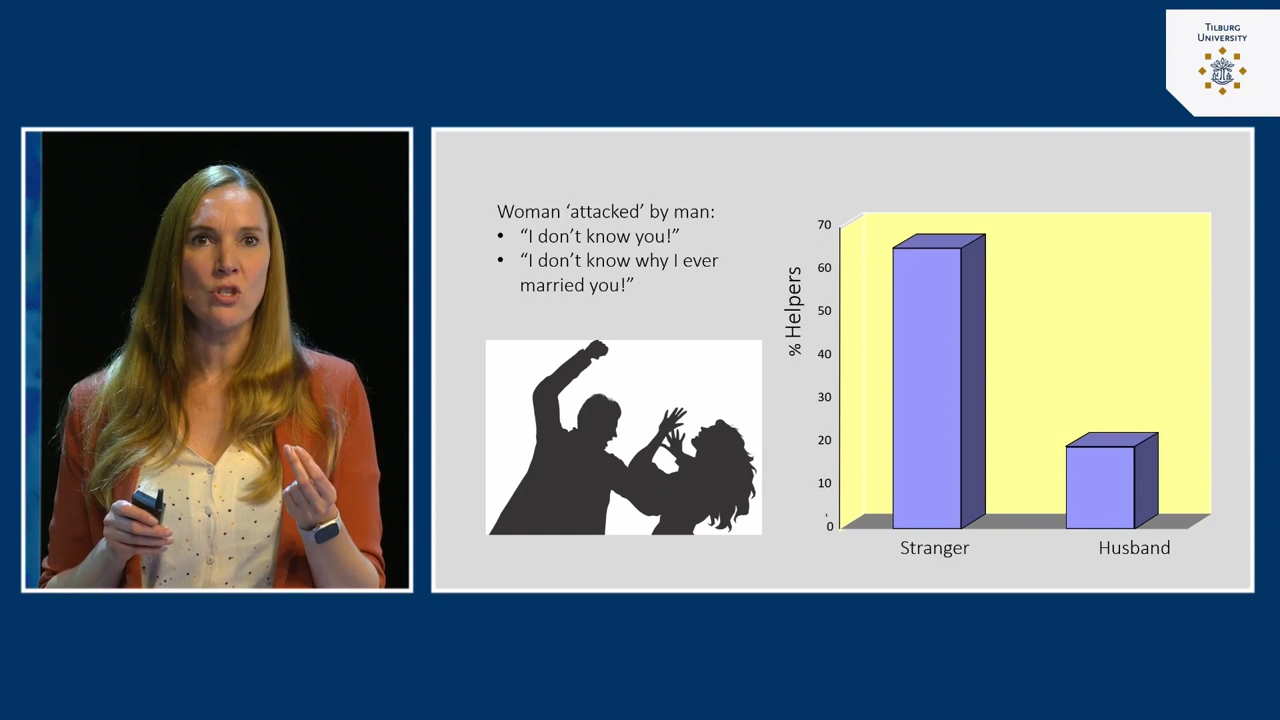 TILBURG
UNIVERSITY
Woman ‘attacked’ by man:
• “I don’t know you!”
• “I don’t know why I ever
married you!”
% Helpers
70
60
50
40
30
20
10
0
Stranger
Husband